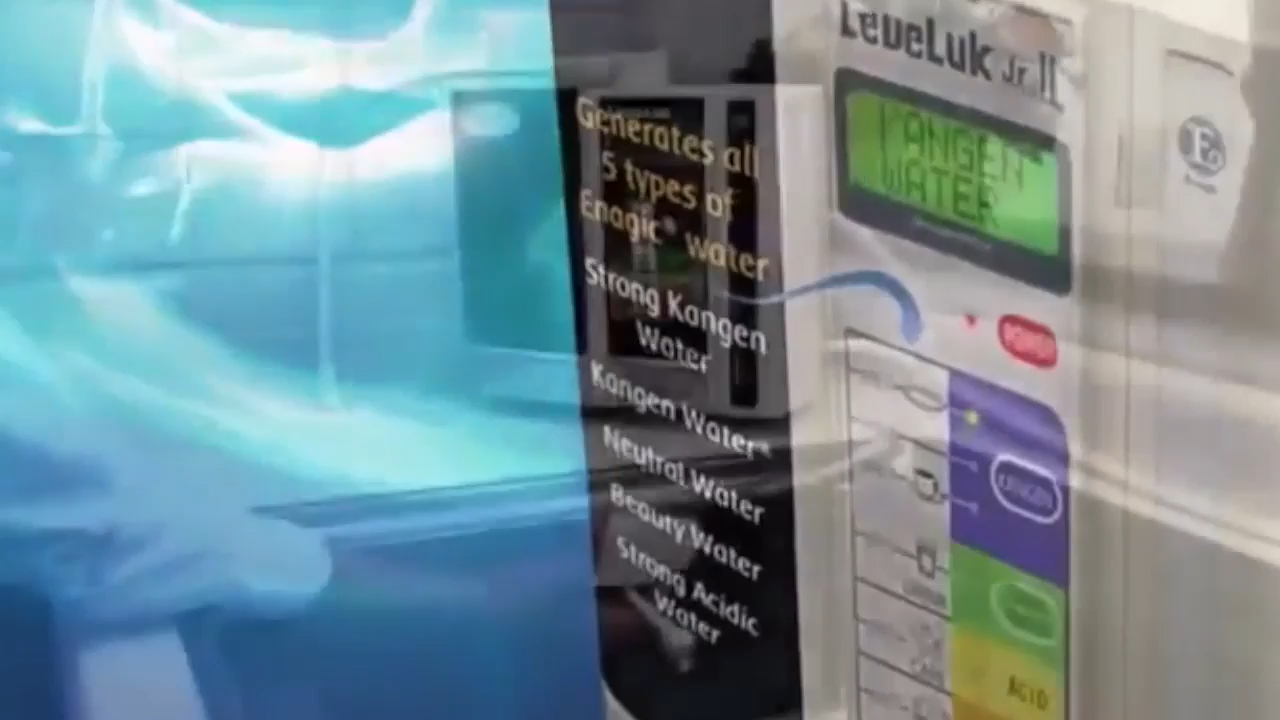 LeveLuk Jr II
KANGEN
WATER
Generates all
5 types of
Enagic® water
Strong Kangen
Water
Kangen Water®
Neutral Water
Beauty Water
Strong Acidic
Water
POWER
KANGEN
ACID